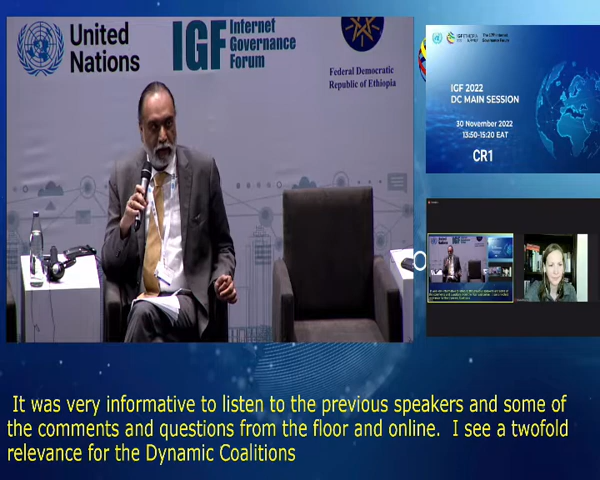 United
Nations
IGF
Internet
Governance
Forum
Federal Democratic
Republic of Ethiopia
IGF 2022
DC MAIN SESSION
30 November 2022
13:50-15:20 EAT
CR1
It was very informative to listen to the previous speakers and some of
the comments and questions from the floor and online. I see a twofold
relevance for the Dynamic Coalitions